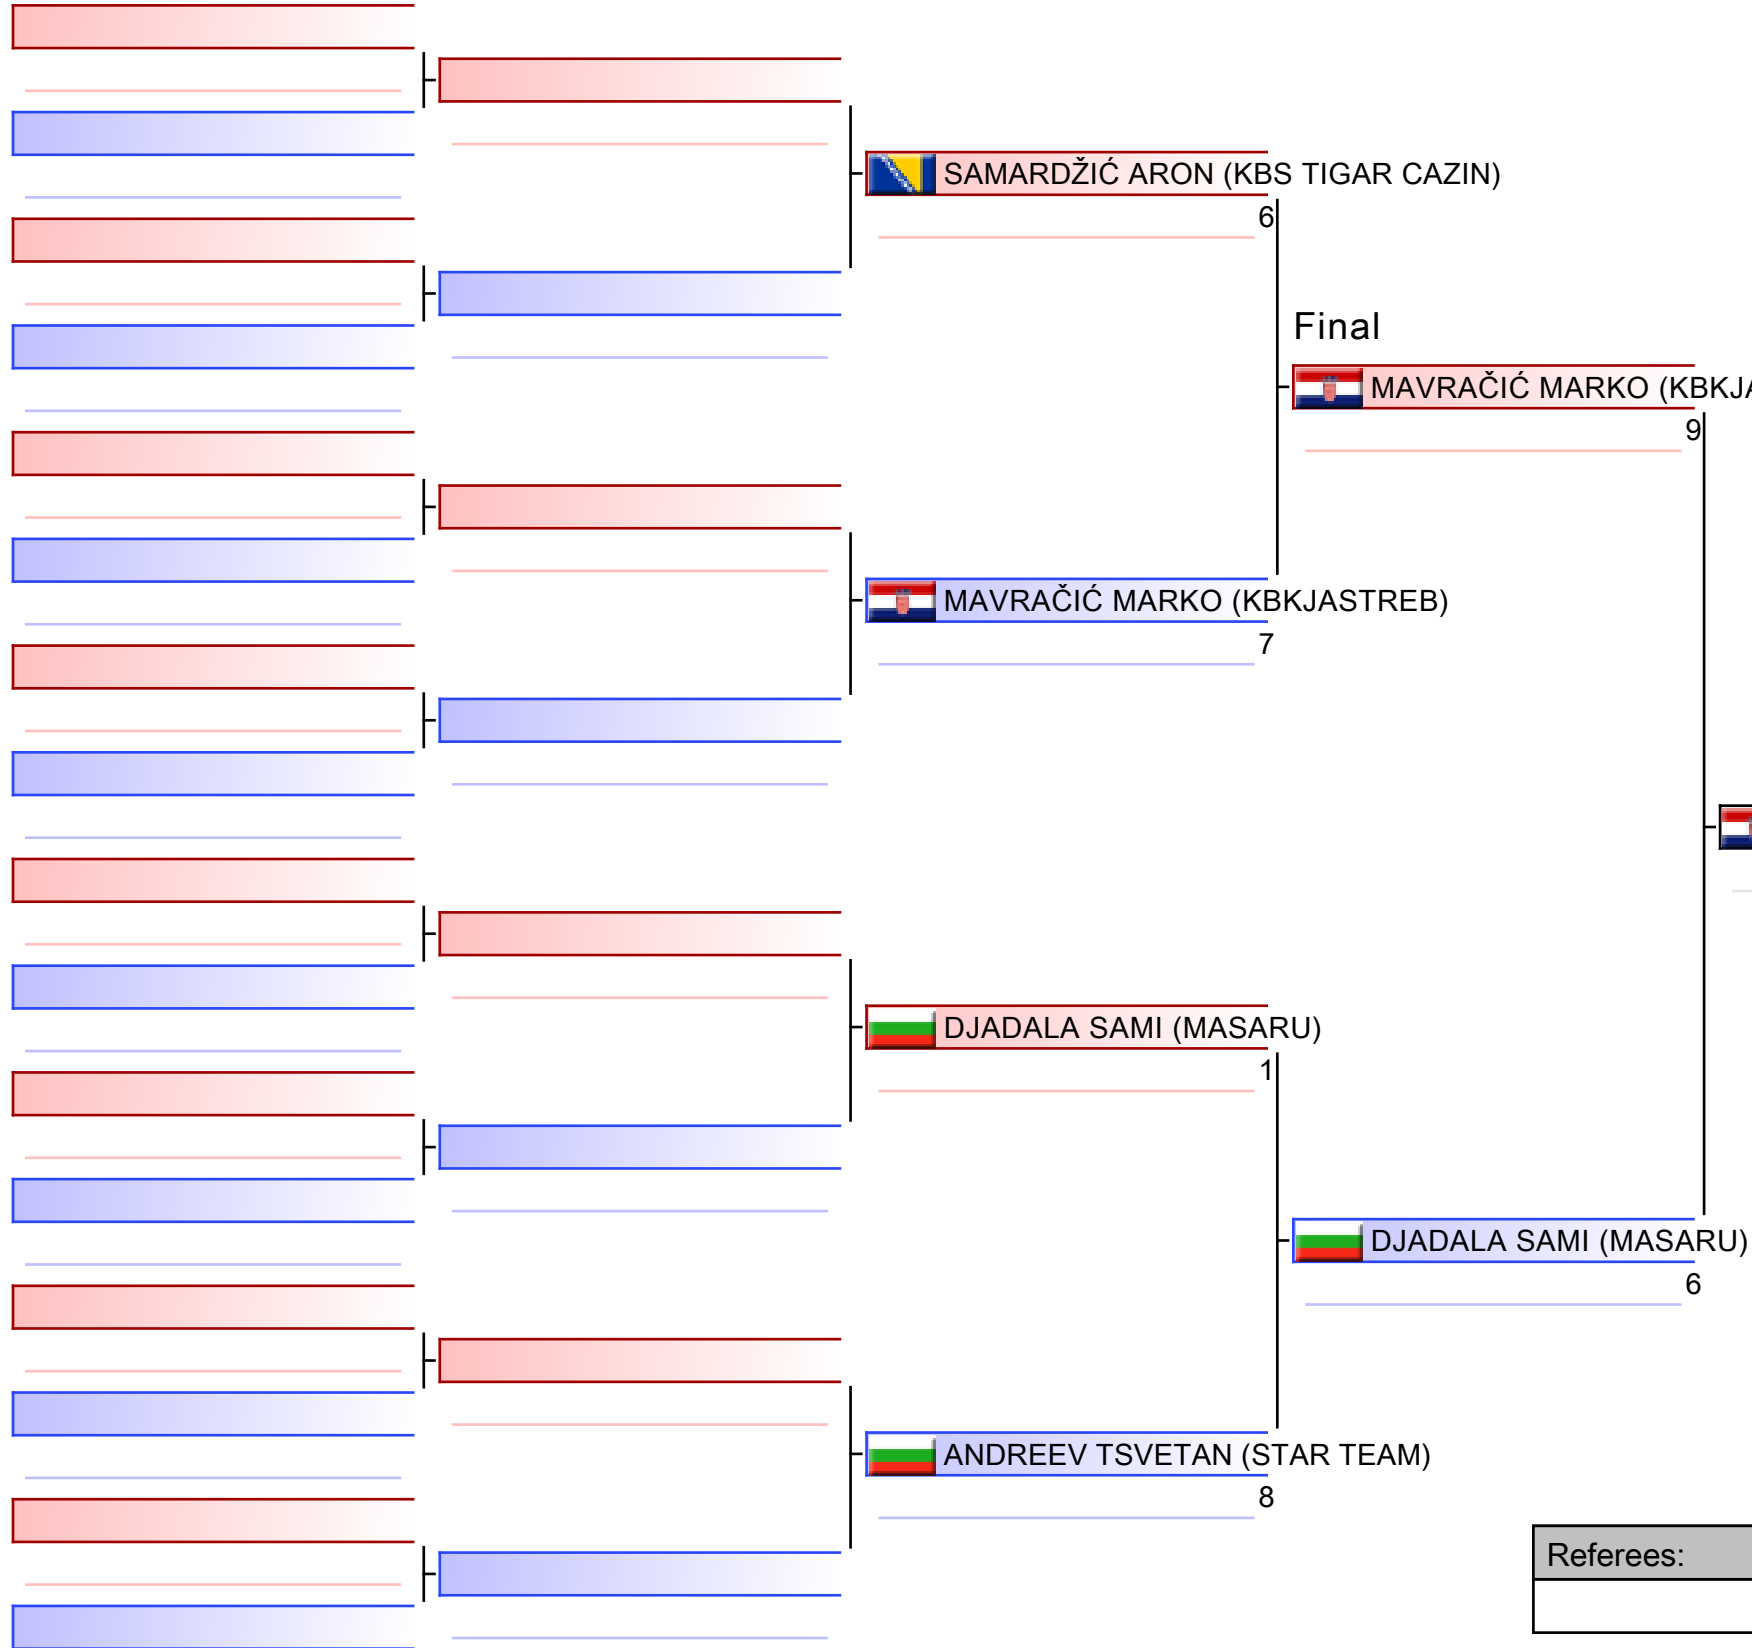 SAMARDŽIĆ ARON (KBS TIGAR CAZIN)
6
Final
MAVRAČIĆ MARKO (KBKJA
9
MAVRAČIĆ MARKO (KBKJASTREB)
7
DJADALA SAMI (MASARU)
1
DJADALA SAMI (MASARU)
6
ANDREEV TSVETAN (STAR TEAM)
8
Referees: